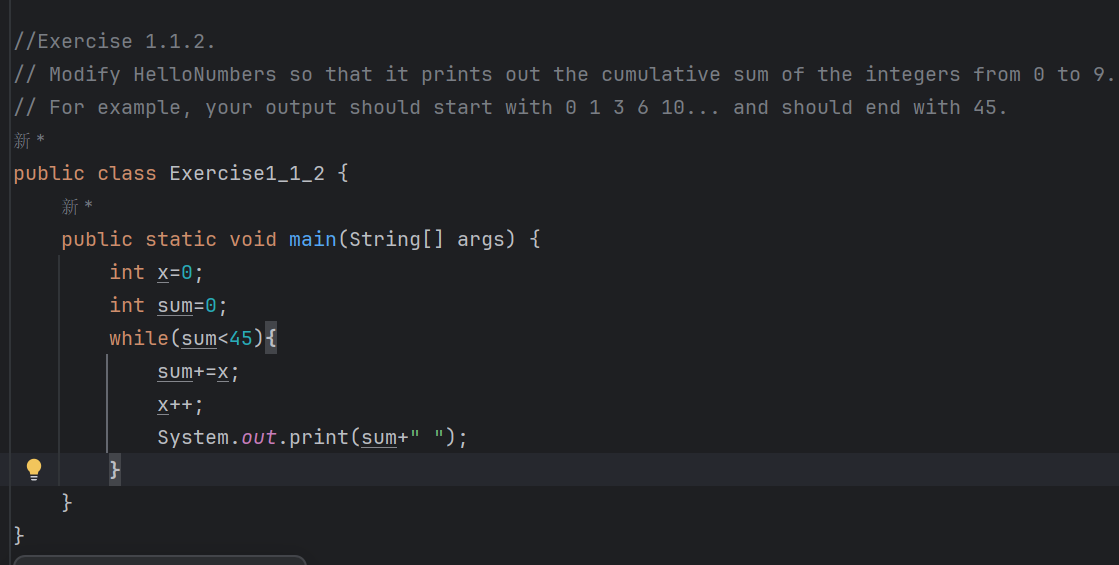 //Exercise 1.1.2.
// Modify HelloNumbers so that it prints out the cumulative sum of the integers from 0 to 9.
// For example, your output should start with 0 1 3 6 10... and should end with 45.
新 *
public class Exercise1_1_2 {
新 *
public static void main(String[] args) {
int x=0;
int sum=0;
while(sum<45){
sum+=x;
x++;
System.out.print(sum+" ");
}
}
}